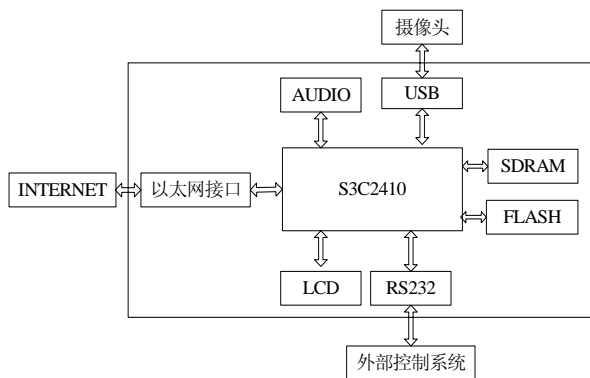 摄像头
AUDIO
USB
SDRAM
INTERNET
以太网接口
S3C2410
FLASH
LCD
RS232
外部控制系统